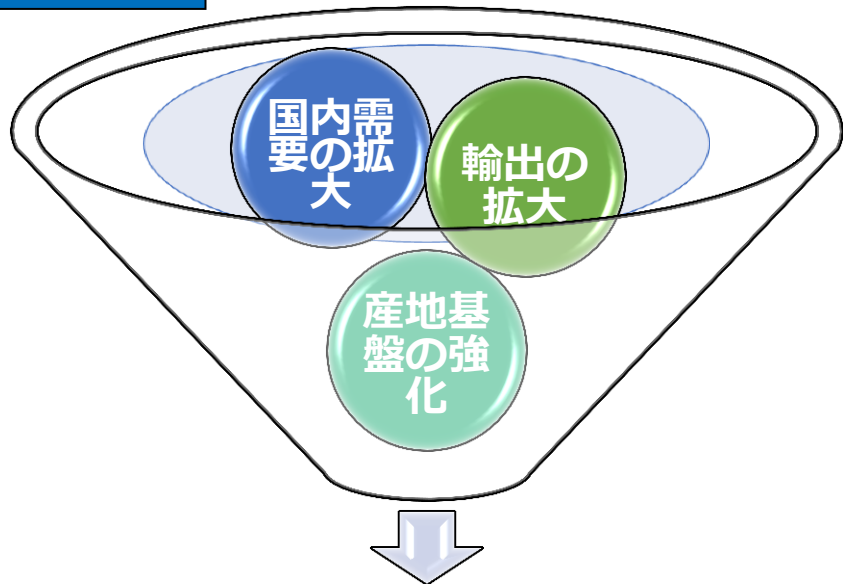 国内需
要の拡
大
輸出の
拡大
産地基
盤の強
化